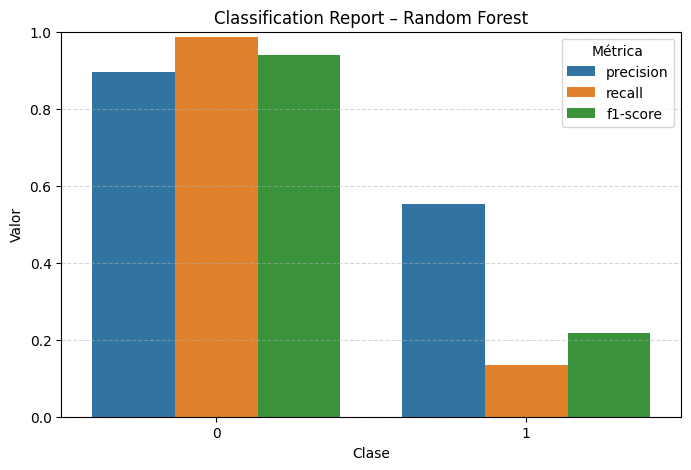 Classification Report – Random Forest
Métrica
precision
recall
f1-score
Valor
1.0
0.8
0.6
0.4
0.2
0.0
0 1
Clase